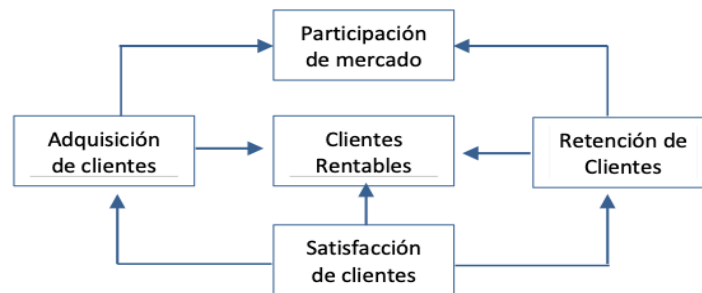 Participación
de mercado
Adquisición
de clientes
Clientes
Rentables
Retención de
Clientes
Satisfacción
de clientes